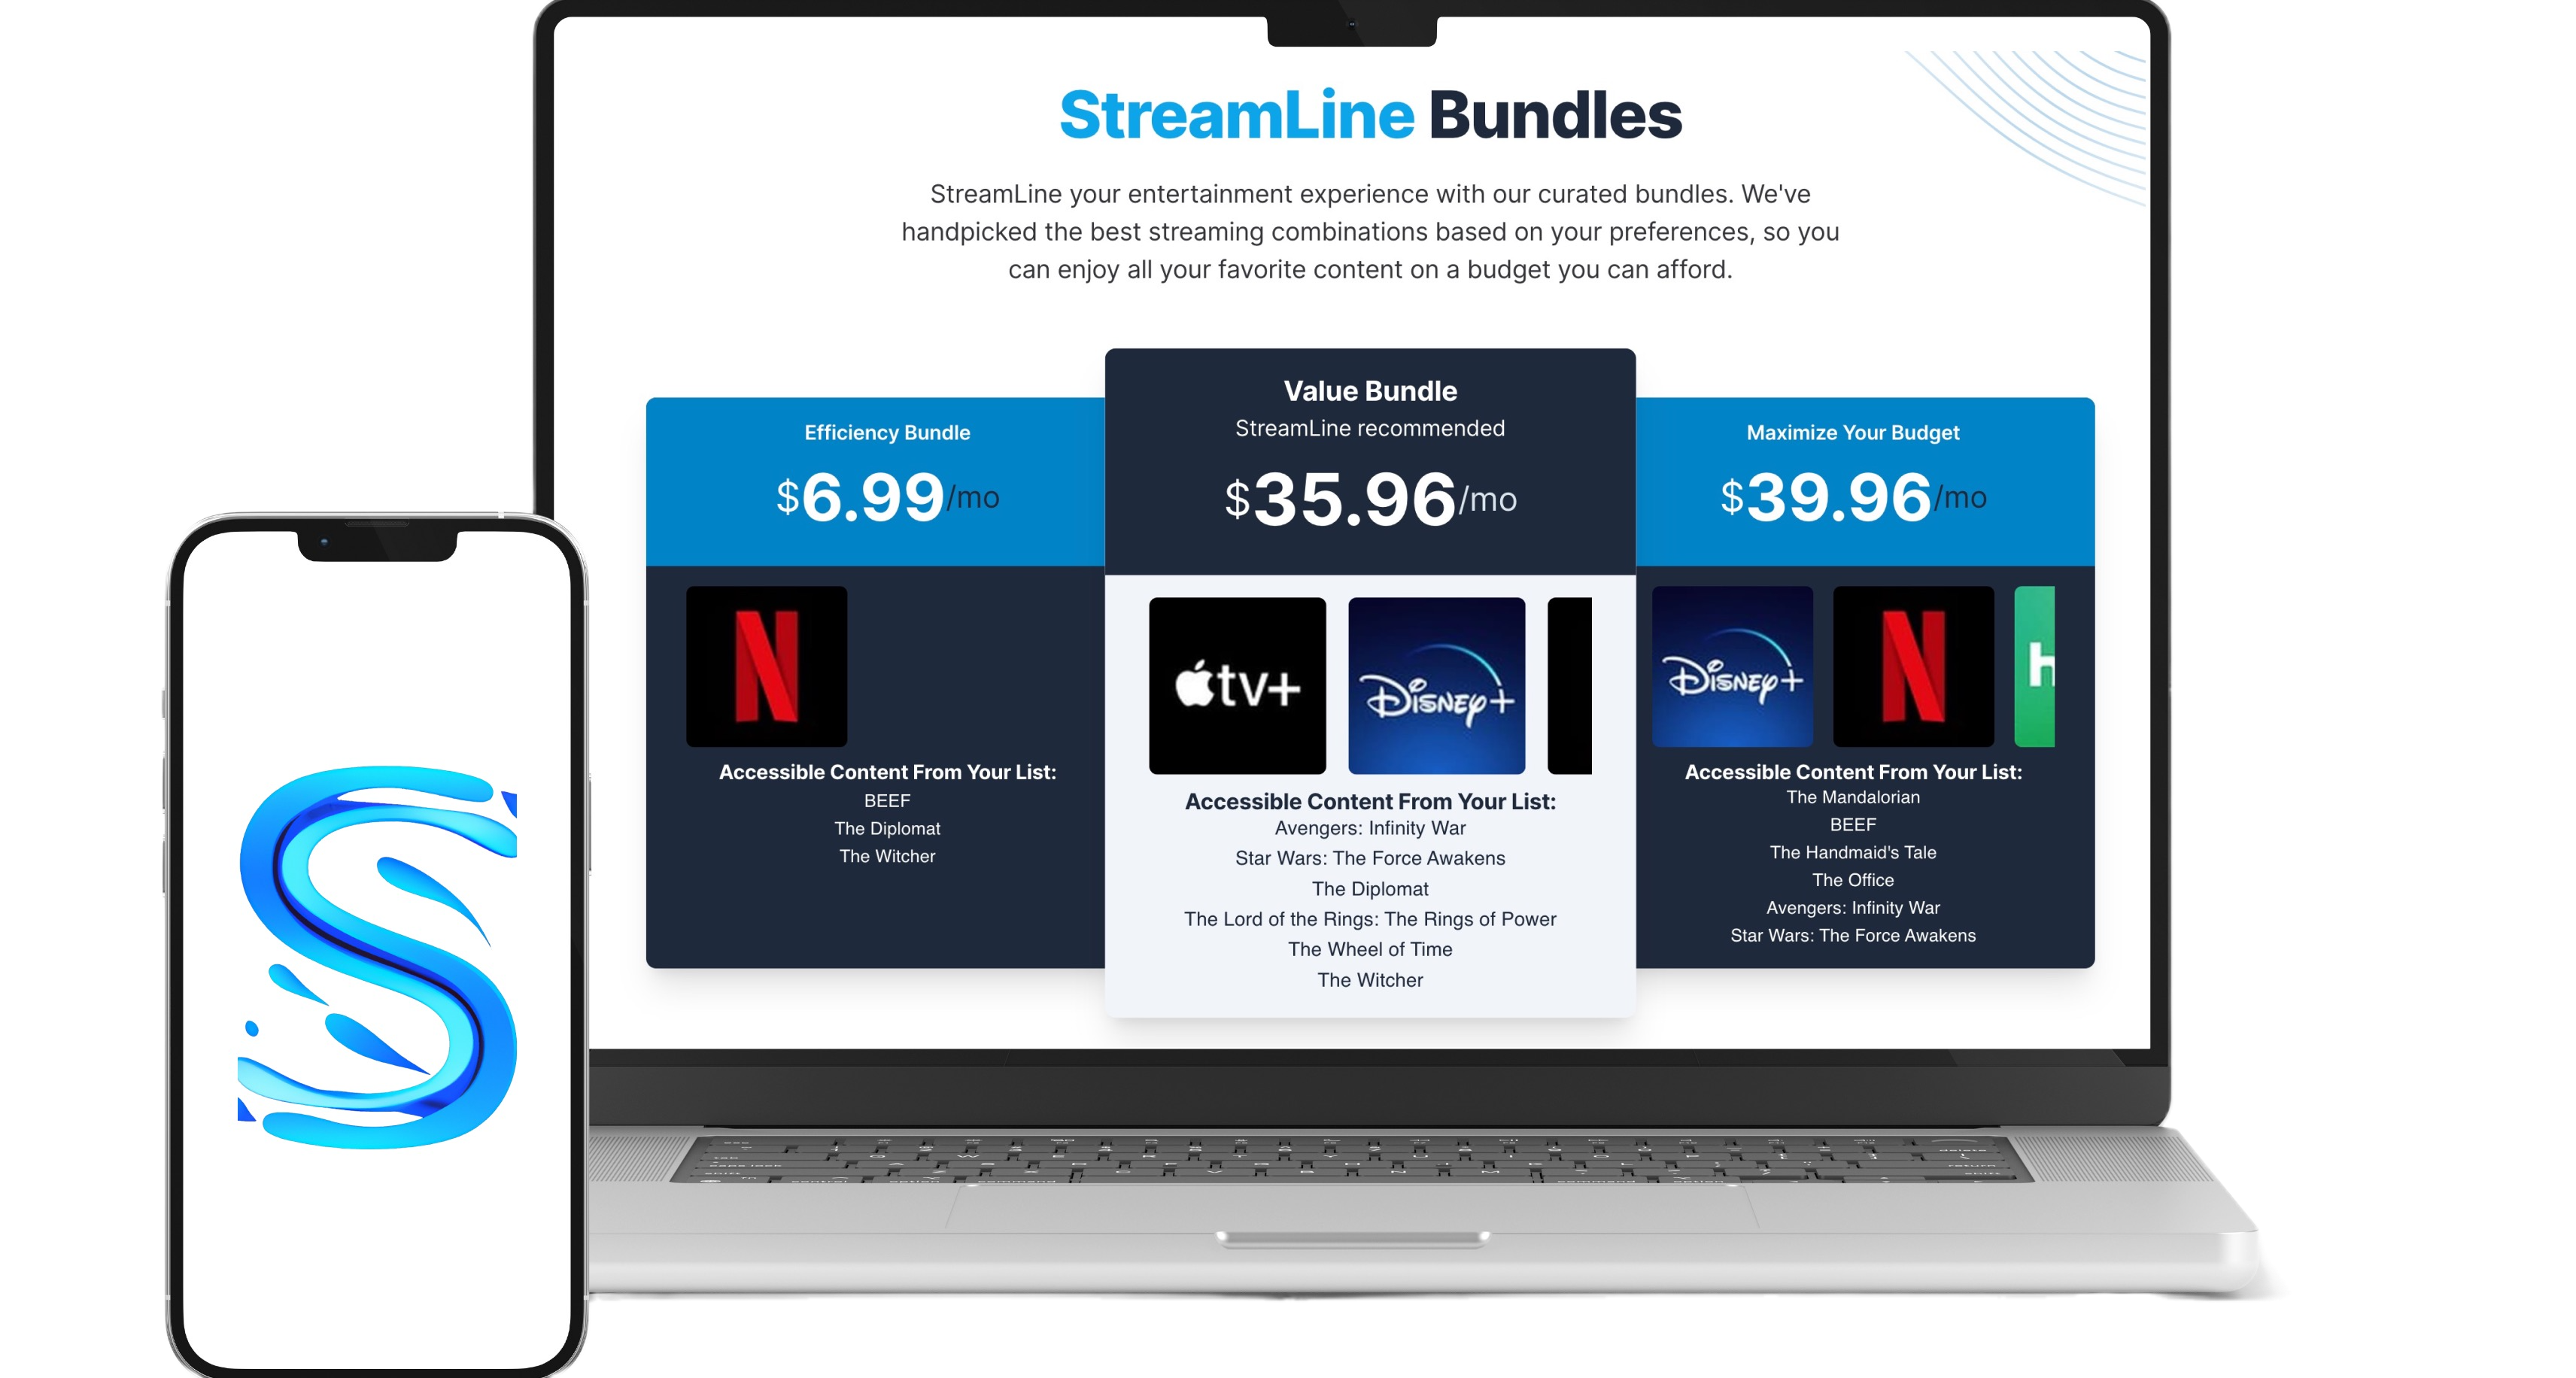 StreamLine Bundles
StreamLine your entertainment experience with our curated bundles. We've
handpicked the best streaming combinations based on your preferences, so you
can enjoy all your favorite content on a budget you can afford.
Efficiency Bundle
$6.99/mo
N
Accessible Content From Your List:
BEEF
The Diplomat
The Witcher
Value Bundle
StreamLine recommended
$35.96/mo
tv+
Disney+
Accessible Content From Your List:
Avengers: Infinity War
Star Wars: The Force Awakens
The Diplomat
The Lord of the Rings: The Rings of Power
The Wheel of Time
The Witcher
Maximize Your Budget
$39.96/mo
Disney+
N
h
Accessible Content From Your List:
The Mandalorian
BEEF
The Handmaid's Tale
The Office
Avengers: Infinity War
Star Wars: The Force Awakens
S